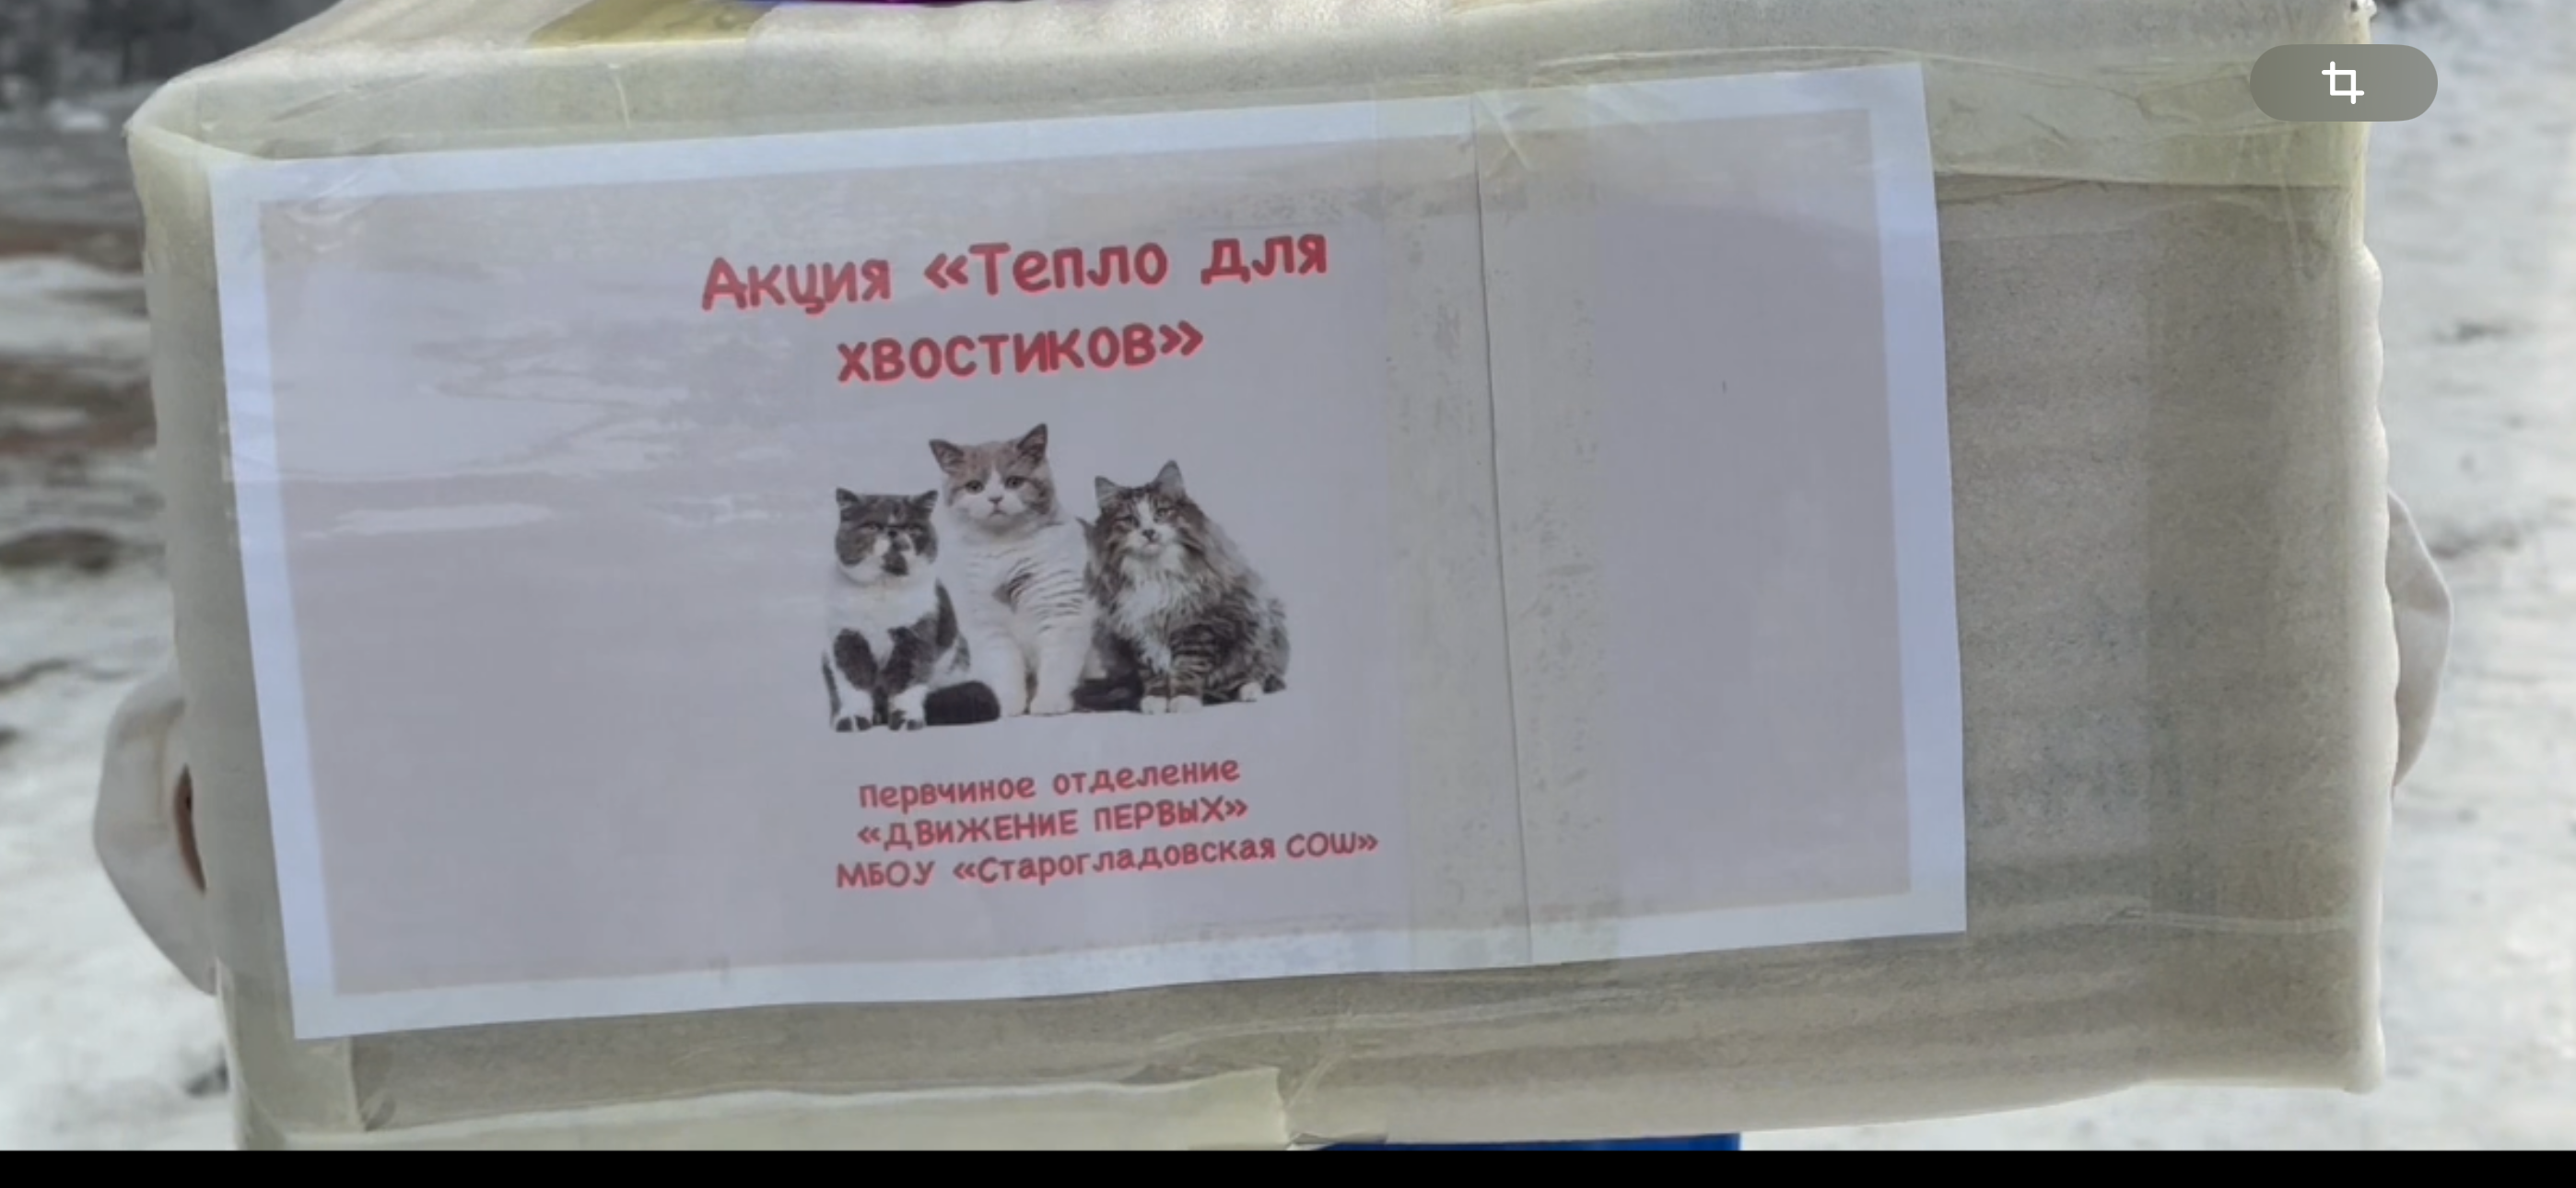 Акция «Тепло для
хвостиков»
Первчиное отделение
«ДВИЖЕНИЕ ПЕРВЫХ»
МБОУ «Старогладовская СОШ»